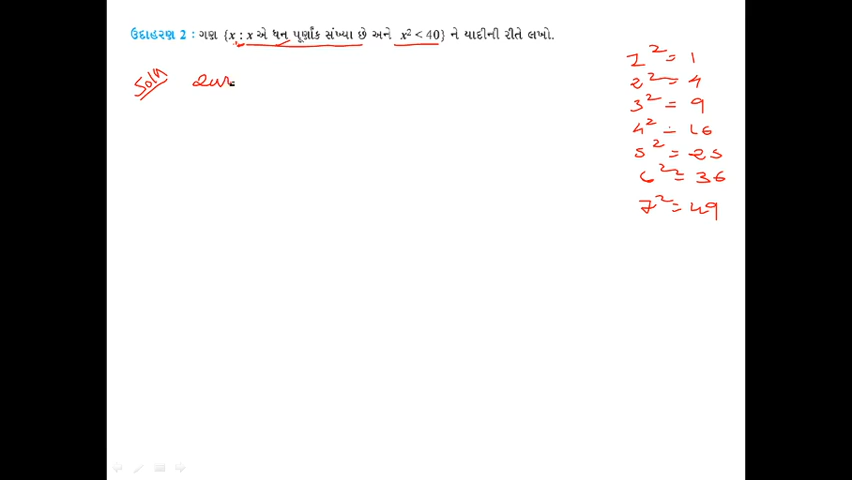 ઉદાહરણ 2 : ગણ {x : x એ ધન પૂર્ણાંક સંખ્યા છે અને x² < 40} ને યાદીની રીતે લખો.
Solⁿ
1² = 1
2² = 4
3² = 9
4² = 16
5² = 25
6² = 36
7² = 49